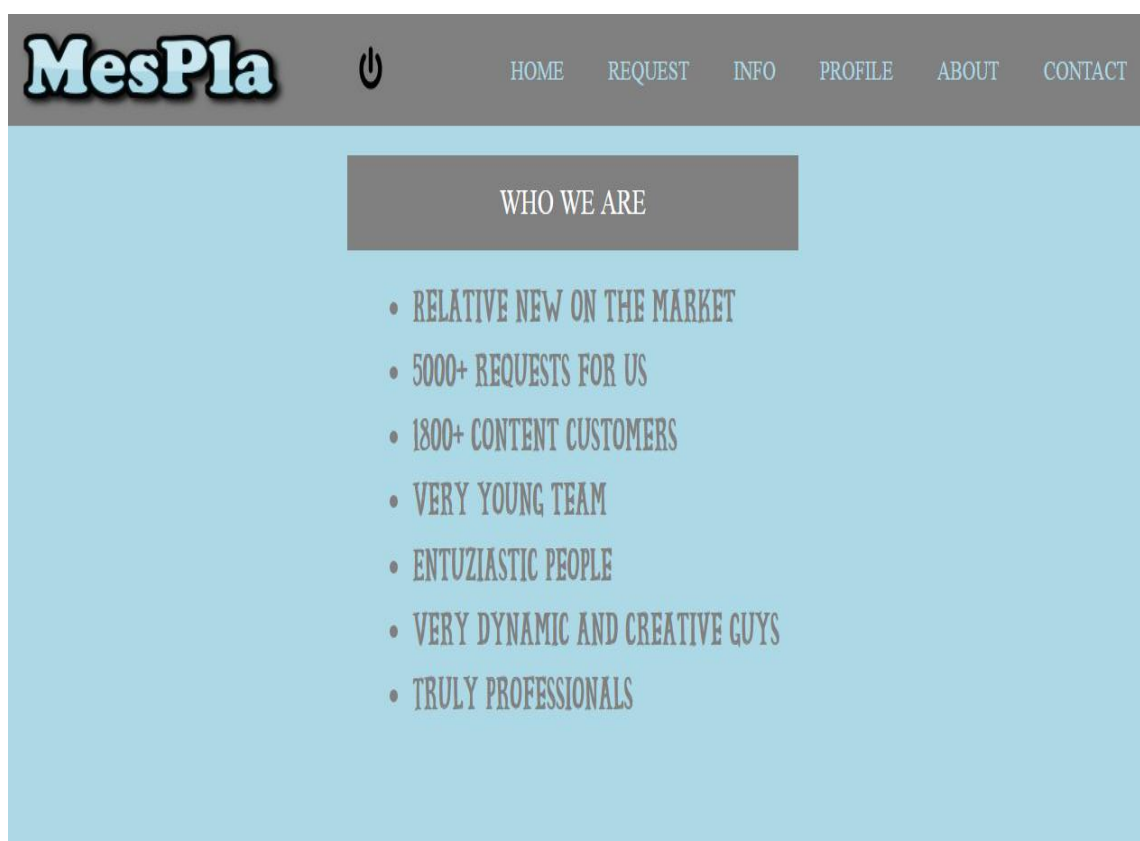 MesPla
HOME REQUEST INFO PROFILE ABOUT CONTACT
WHO WE ARE
• RELATIVE NEW ON THE MARKET
• 5000+ REQUESTS FOR US
• 1800+ CONTENT CUSTOMERS
• VERY YOUNG TEAM
• ENTUZIASTIC PEOPLE
• VERY DYNAMIC AND CREATIVE GUYS
• TRULY PROFESSIONALS